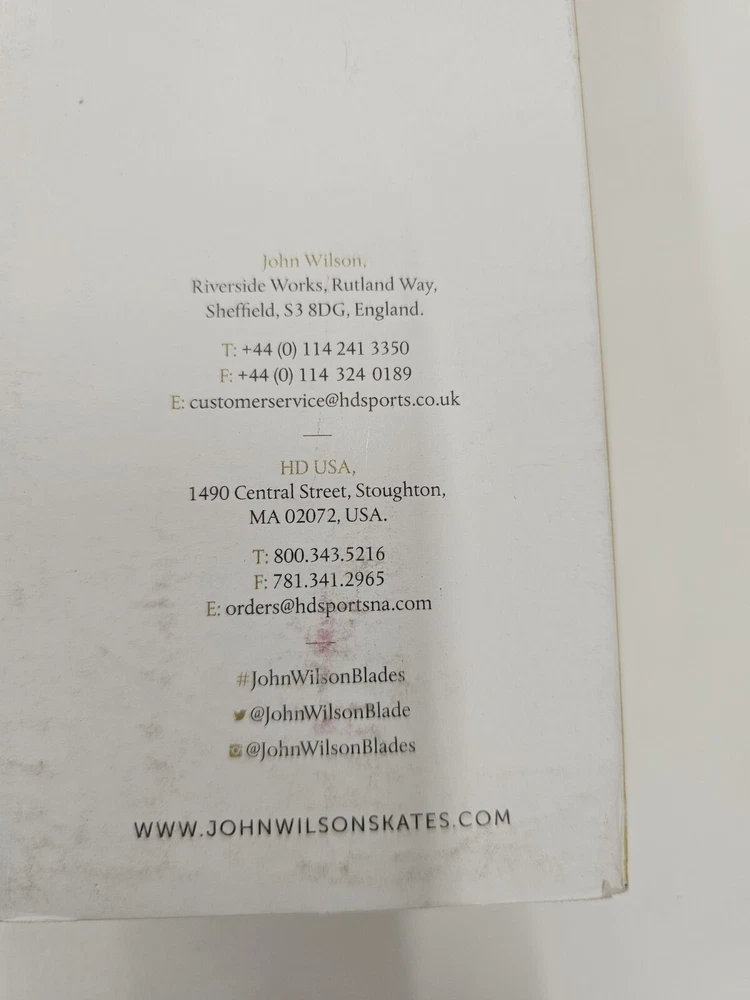 John Wilson,
Riverside Works, Rutland Way,
Sheffield, S3 8DG, England.
T: +44 (0) 114 241 3350
F: +44 (0) 114 324 0189
E: customerservice@hdsports.co.uk
HD USA,
1490 Central Street, Stoughton,
MA 02072, USA.
T: 800.343.5216
F: 781.341.2965
E: orders@hdsportsna.com
#JohnWilsonBlades
@JohnWilsonBlade
@JohnWilsonBlades
WWW.JOHNWILSONSKATES.COM